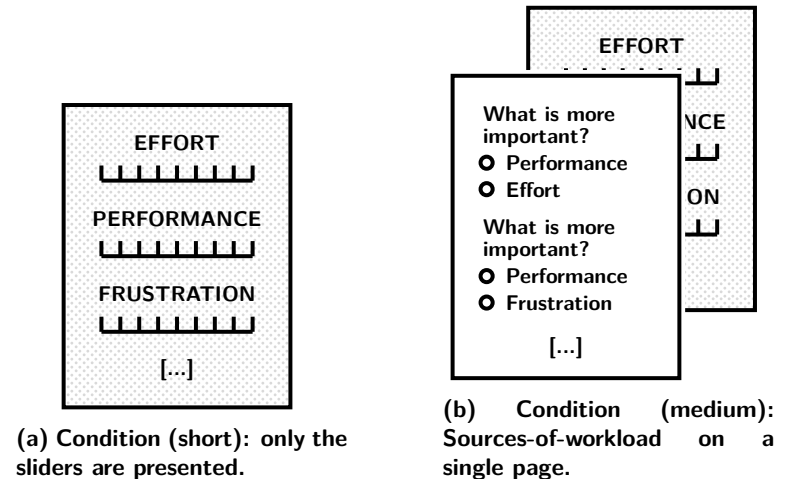 EFFORT
PERFORMANCE
FRUSTRATION
[...]
(a) Condition (short): only the
sliders are presented.
EFFORT
NCE
ON
What is more
important?
Performance
Effort
What is more
important?
Performance
Frustration
[...]
(b) Condition (medium):
Sources-of-workload on a
single page.